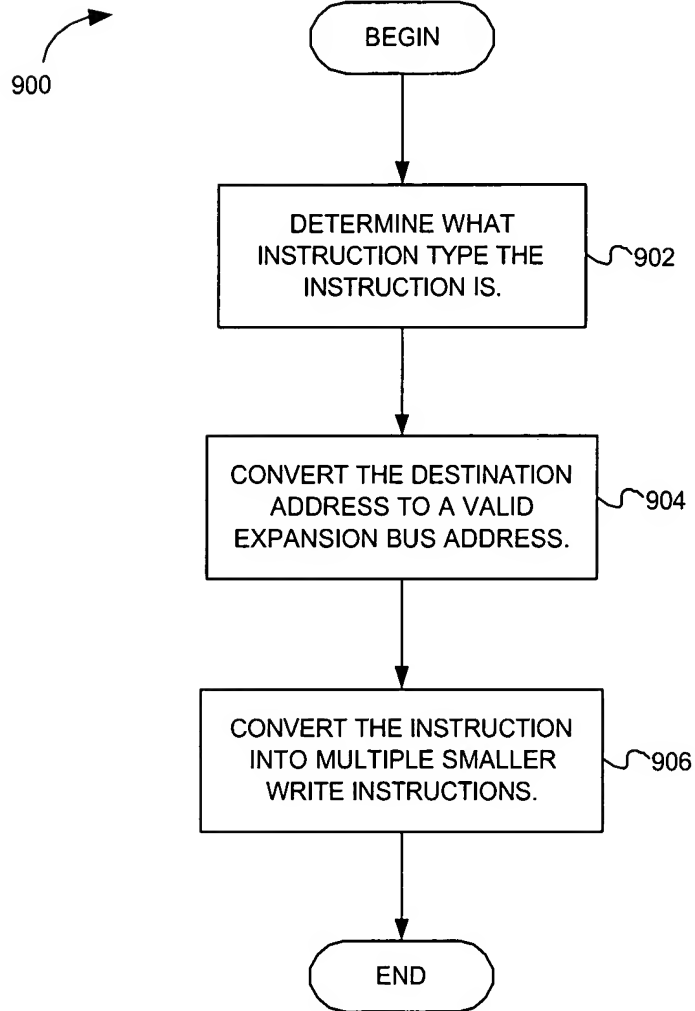 900
BEGIN
DETERMINE WHAT
INSTRUCTION TYPE THE
INSTRUCTION IS.
902
CONVERT THE DESTINATION
ADDRESS TO A VALID
EXPANSION BUS ADDRESS.
904
CONVERT THE INSTRUCTION
INTO MULTIPLE SMALLER
WRITE INSTRUCTIONS.
906
END